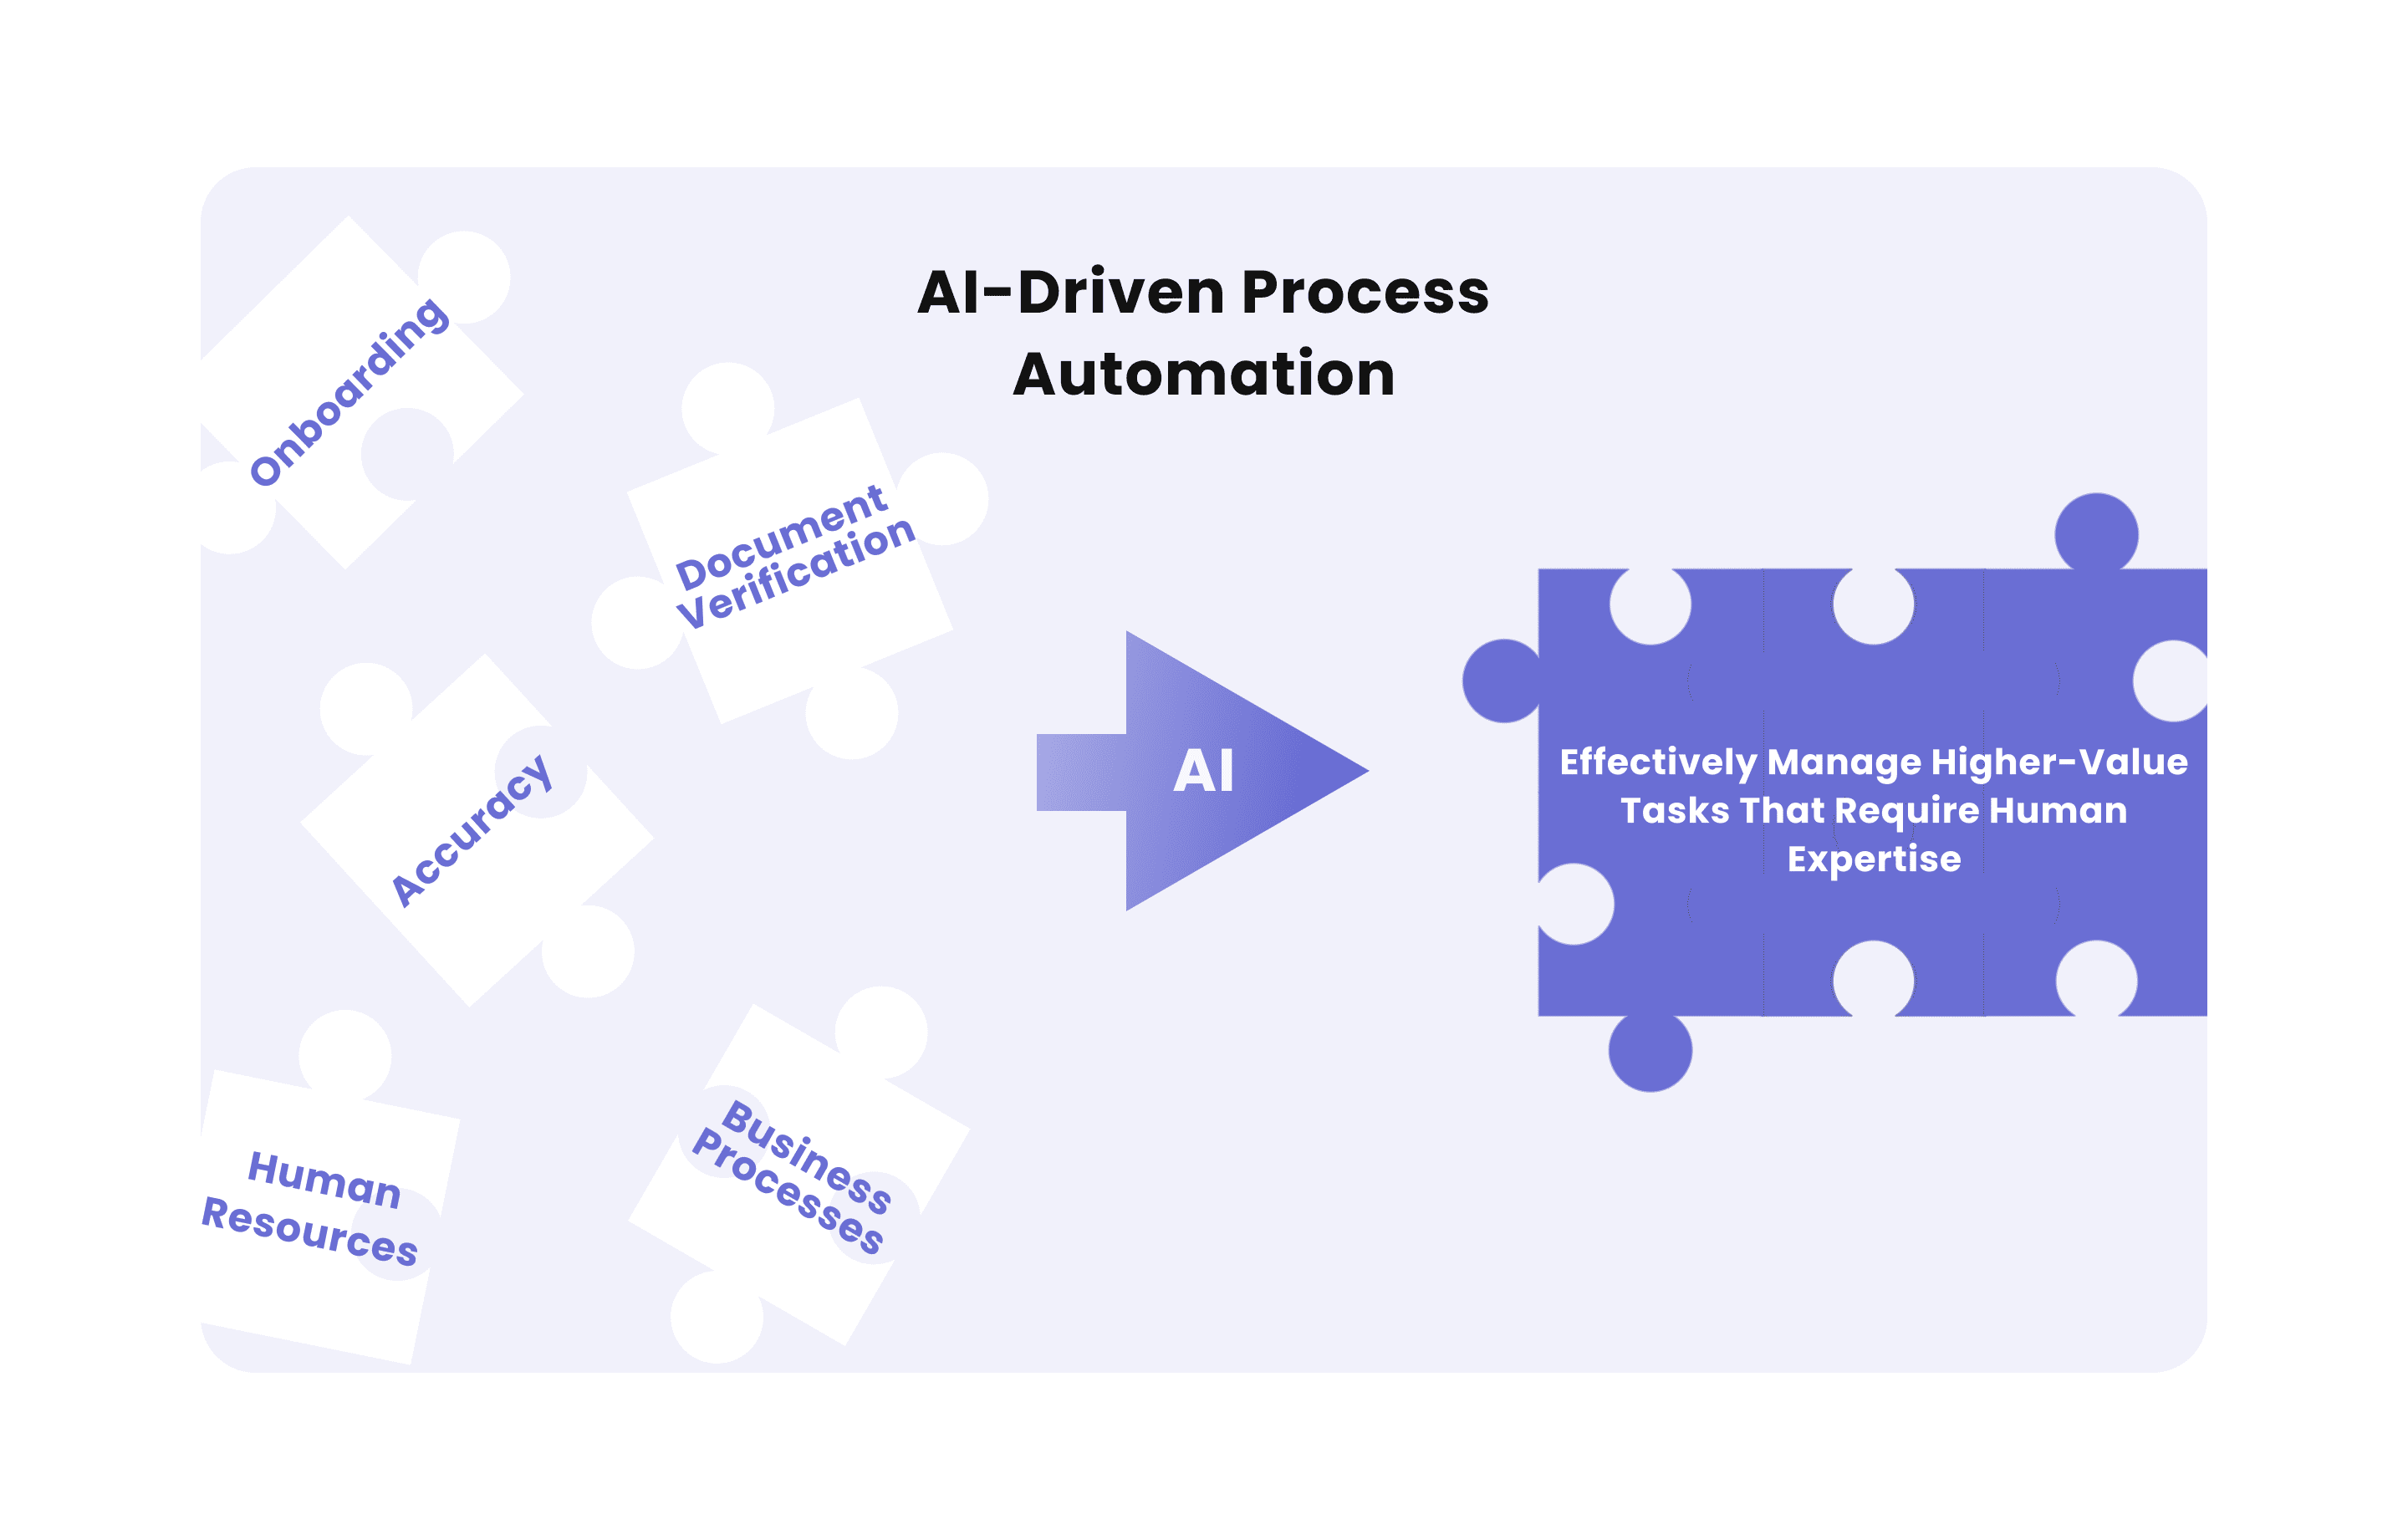 AI-Driven Process
Automation
Onboarding
Document
Verification
Accuracy
AI
Effectively Manage Higher-Value
Tasks That Require Human
Expertise
Human
Resources
Business
Processes